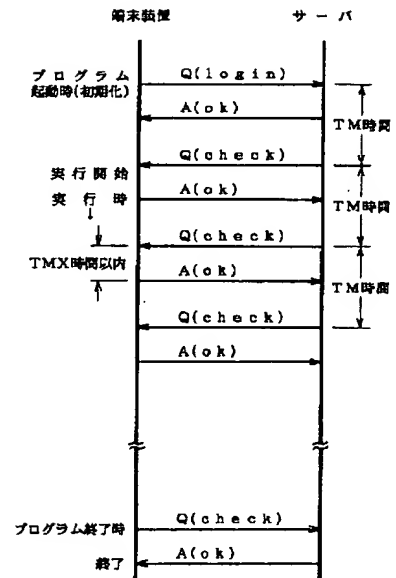 端末装置 サーバ
プログラム
起動時(初期化)
Q(login)
A(ok)
TM時間
Q(check)
実行開始
A(ok)
実行時
↓
TM時間
Q(check)
TMX時間以内
A(ok)
TM時間
Q(check)
A(ok)
プログラム終了時
Q(check)
終了
A(ok)